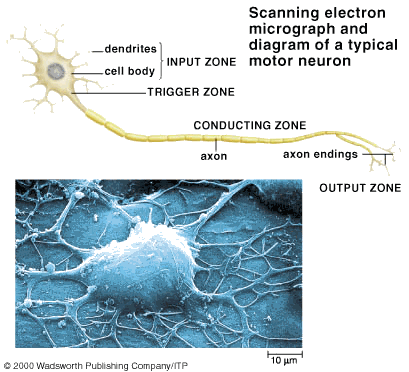 Scanning electron
micrograph and
diagram of a typical
motor neuron
dendrites
cell body
INPUT ZONE
TRIGGER ZONE
CONDUCTING ZONE
axon
axon endings
OUTPUT ZONE
10 µm
© 2000 Wadsworth Publishing Company/ITP